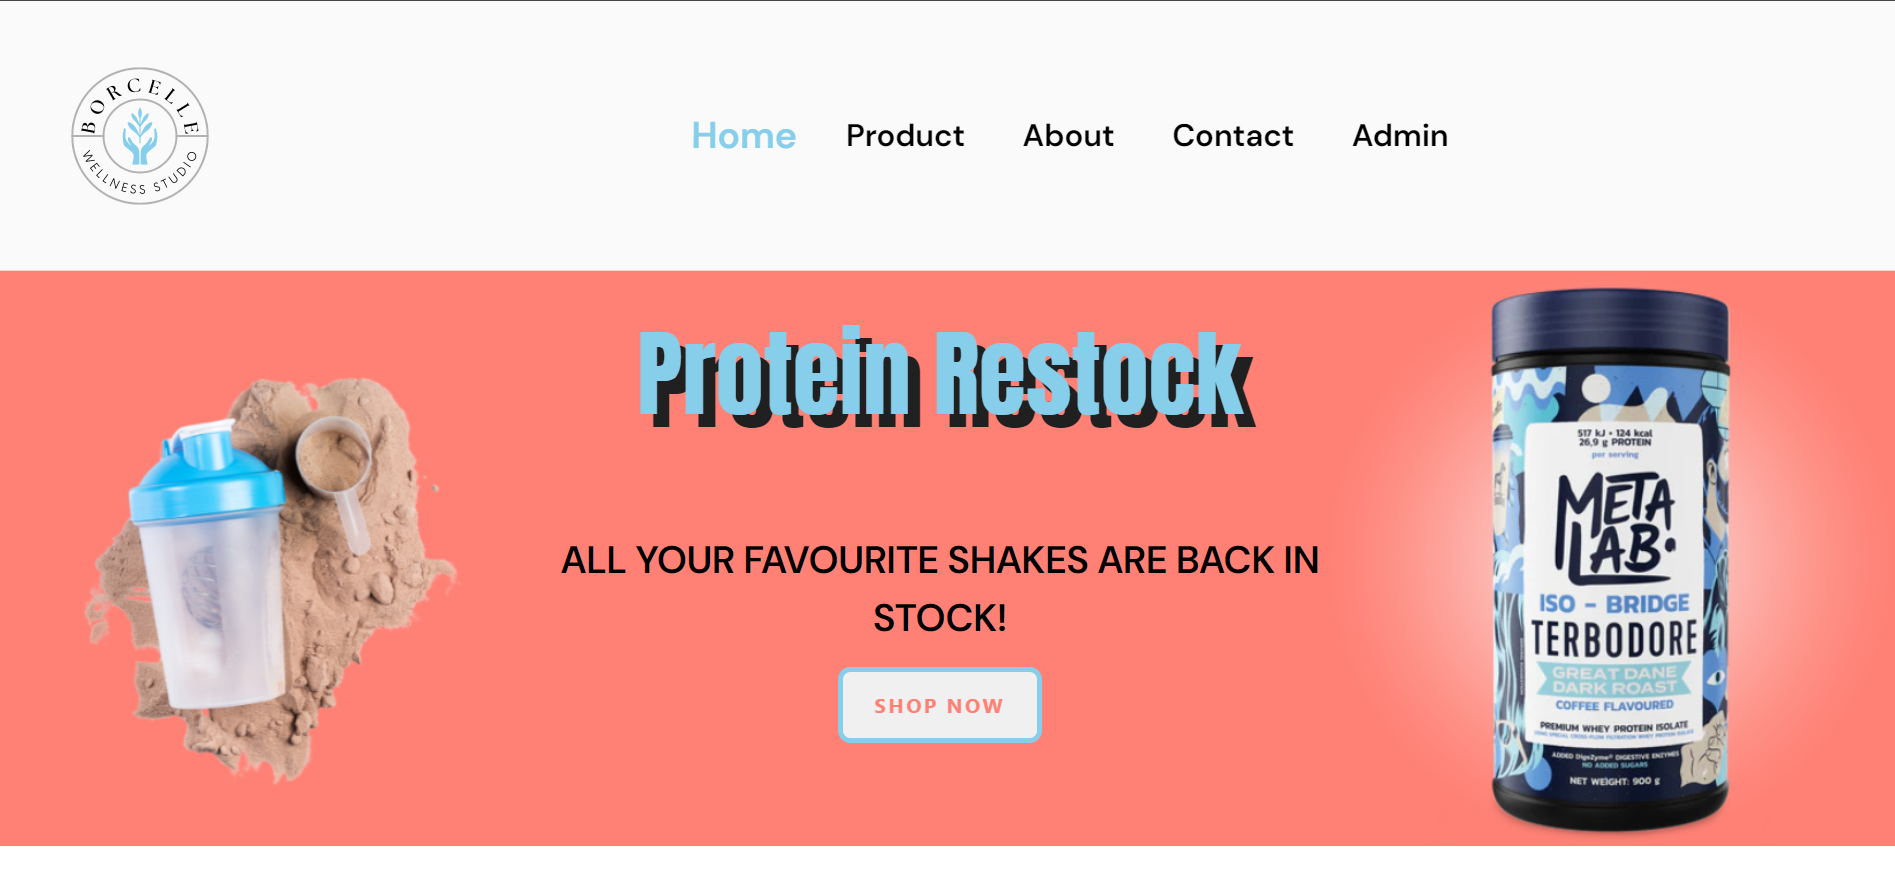 BORCELLE
WELLNESS STUDIO
Home Product About Contact Admin
Protein Restock
ALL YOUR FAVOURITE SHAKES ARE BACK IN
STOCK!
SHOP NOW
517 kJ • 124 kcal
26,9 g PROTEIN
per serving
META
LAB.
ISO - BRIDGE
TERBODORE
GREAT DANE
DARK ROAST
COFFEE FLAVOURED
PREMIUM WHEY PROTEIN ISOLATE
ADDED DigeZyme® DIGESTIVE ENZYMES
NO ADDED SUGARS
NET WEIGHT: 900 g